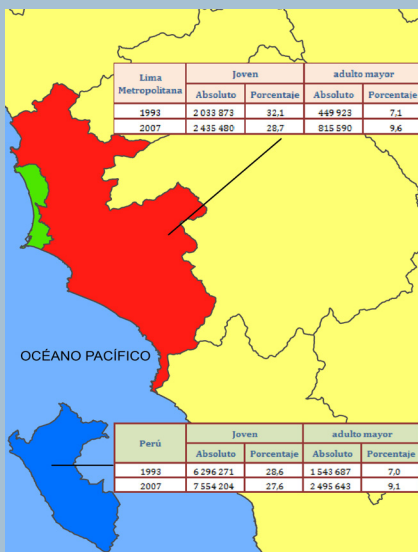 Lima Metropolitana Joven adulto mayor
Absoluto Porcentaje Absoluto Porcentaje
1993 2 033 873 32,1 449 923 7,1
2007 2 435 480 28,7 815 590 9,6
OCÉANO PACÍFICO
Perú Joven adulto mayor
Absoluto Porcentaje Absoluto Porcentaje
1993 6 296 271 28,6 1 543 687 7,0
2007 7 554 204 27,6 2 495 643 9,1